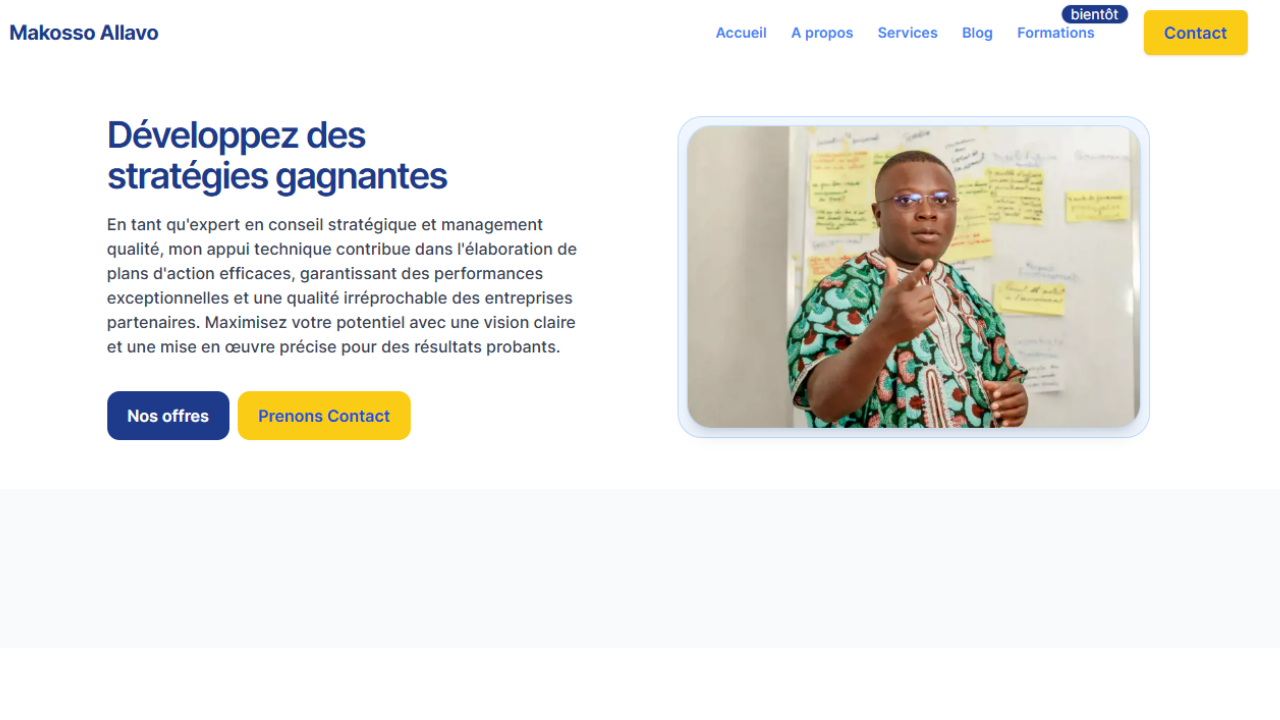 Makosso Allavo
Accueil
A propos
Services
Blog
Formations
bientôt
Contact
Développez des
stratégies gagnantes
En tant qu'expert en conseil stratégique et management
qualité, mon appui technique contribue dans l'élaboration de
plans d'action efficaces, garantissant des performances
exceptionnelles et une qualité irréprochable des entreprises
partenaires. Maximisez votre potentiel avec une vision claire
et une mise en œuvre précise pour des résultats probants.
Nos offres
Prenons Contact